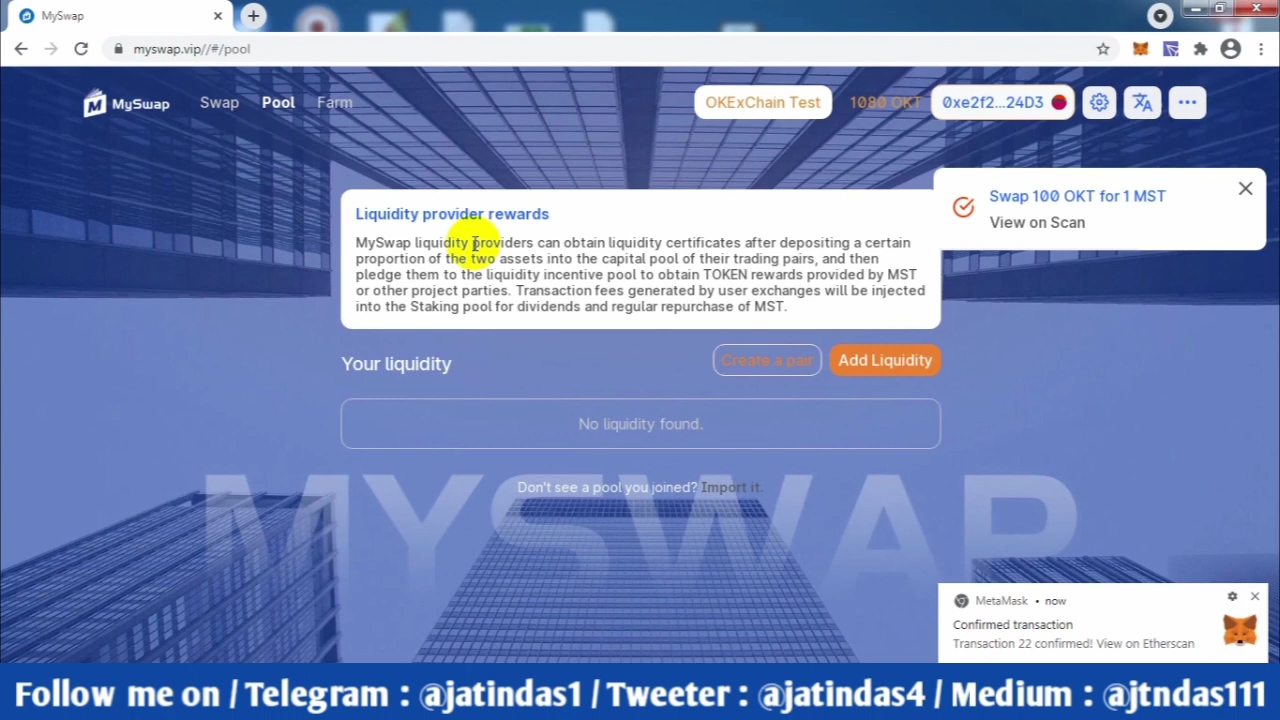 MySwap
myswap.vip//#/pool
MySwap
Swap
Pool
Farm
OKExChain Test
1080 OKT
0xe2f2...24D3
Swap 100 OKT for 1 MST
View on Scan
Liquidity provider rewards
MySwap liquidity providers can obtain liquidity certificates after depositing a certain
proportion of the two assets into the capital pool of their trading pairs, and then
pledge them to the liquidity incentive pool to obtain TOKEN rewards provided by MST
or other project parties. Transaction fees generated by user exchanges will be injected
into the Staking pool for dividends and regular repurchase of MST.
Your liquidity
Create a pair
Add Liquidity
No liquidity found.
Don't see a pool you joined? Import it.
MYSWAP
MetaMask • now
Confirmed transaction
Transaction 22 confirmed! View on Etherscan
Follow me on / Telegram : @jatindas1 / Tweeter : @jatindas4 / Medium : @jtndas111